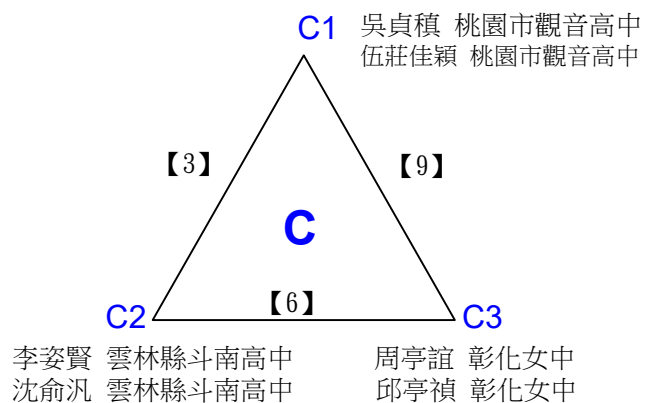 C1
吳貞稹 桃園市觀音高中
伍莊佳穎 桃園市觀音高中
【3】
【9】
C
【6】
C2
C3
李姿賢 雲林縣斗南高中
沈俞汎 雲林縣斗南高中
周亭誼 彰化女中
邱亭禎 彰化女中